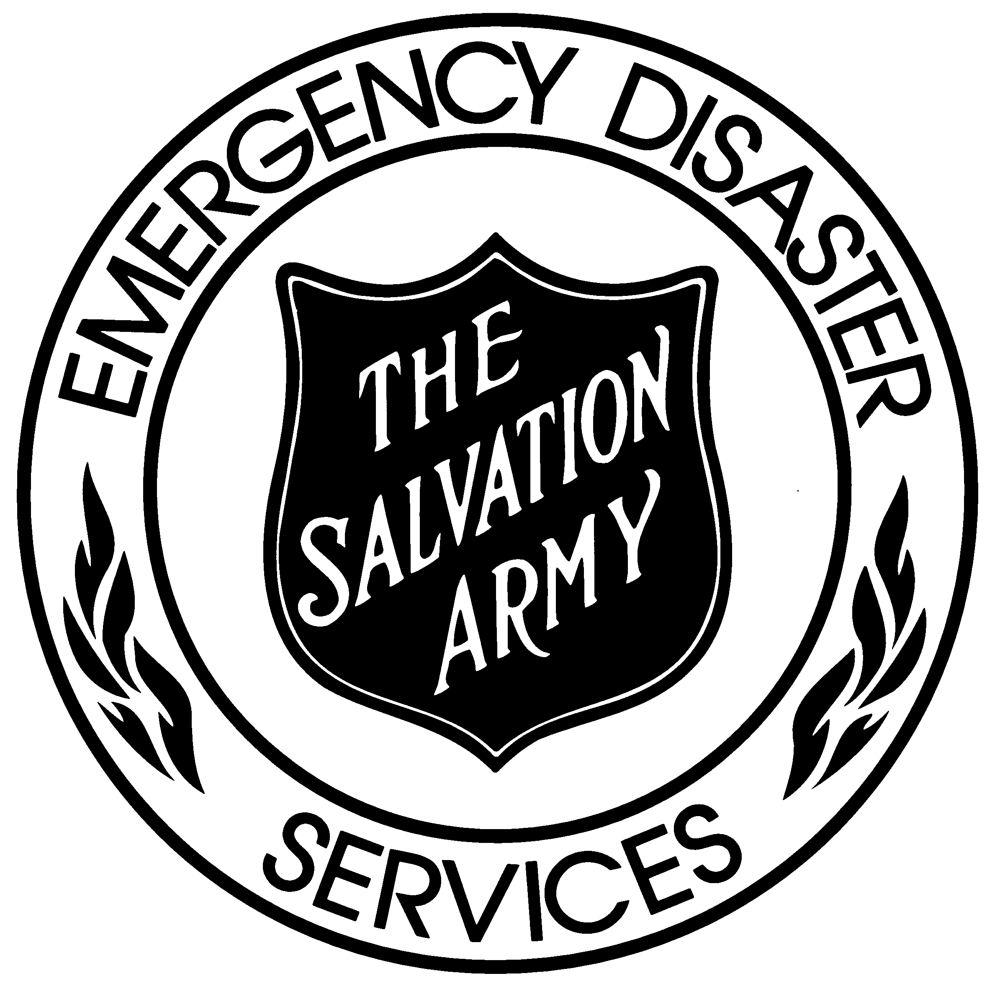 EMERGENCY DISASTER
THE
SALVATION
ARMY
SERVICES